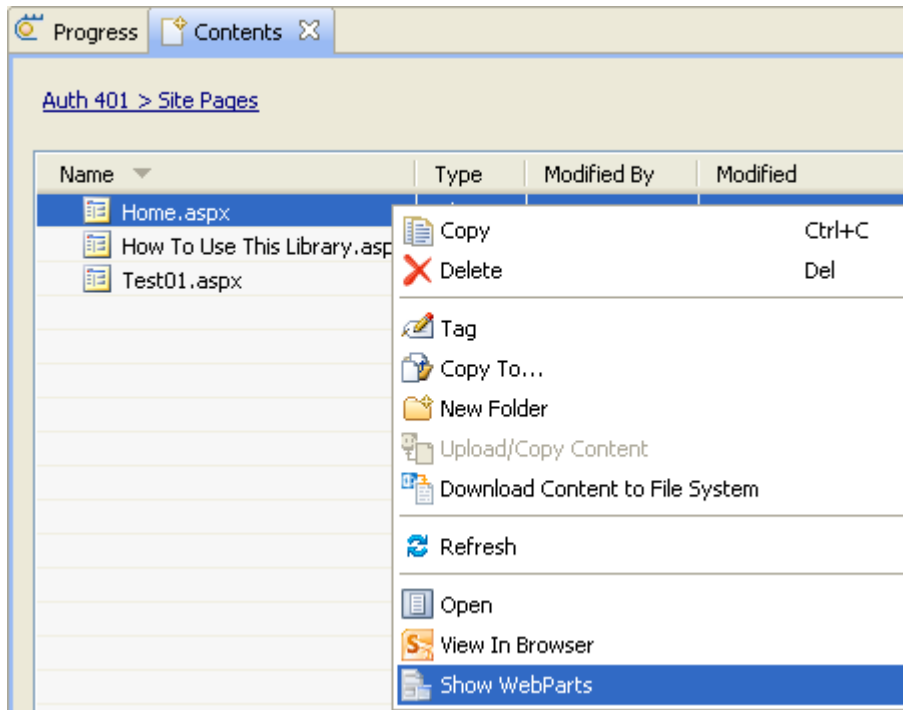 Progress Contents
Auth 401 > Site Pages
Name Type Modified By Modified
Home.aspx
How To Use This Library.asp
Test01.aspx
Copy Ctrl+C
Delete Del
Tag
Copy To...
New Folder
Upload/Copy Content
Download Content to File System
Refresh
Open
View In Browser
Show WebParts